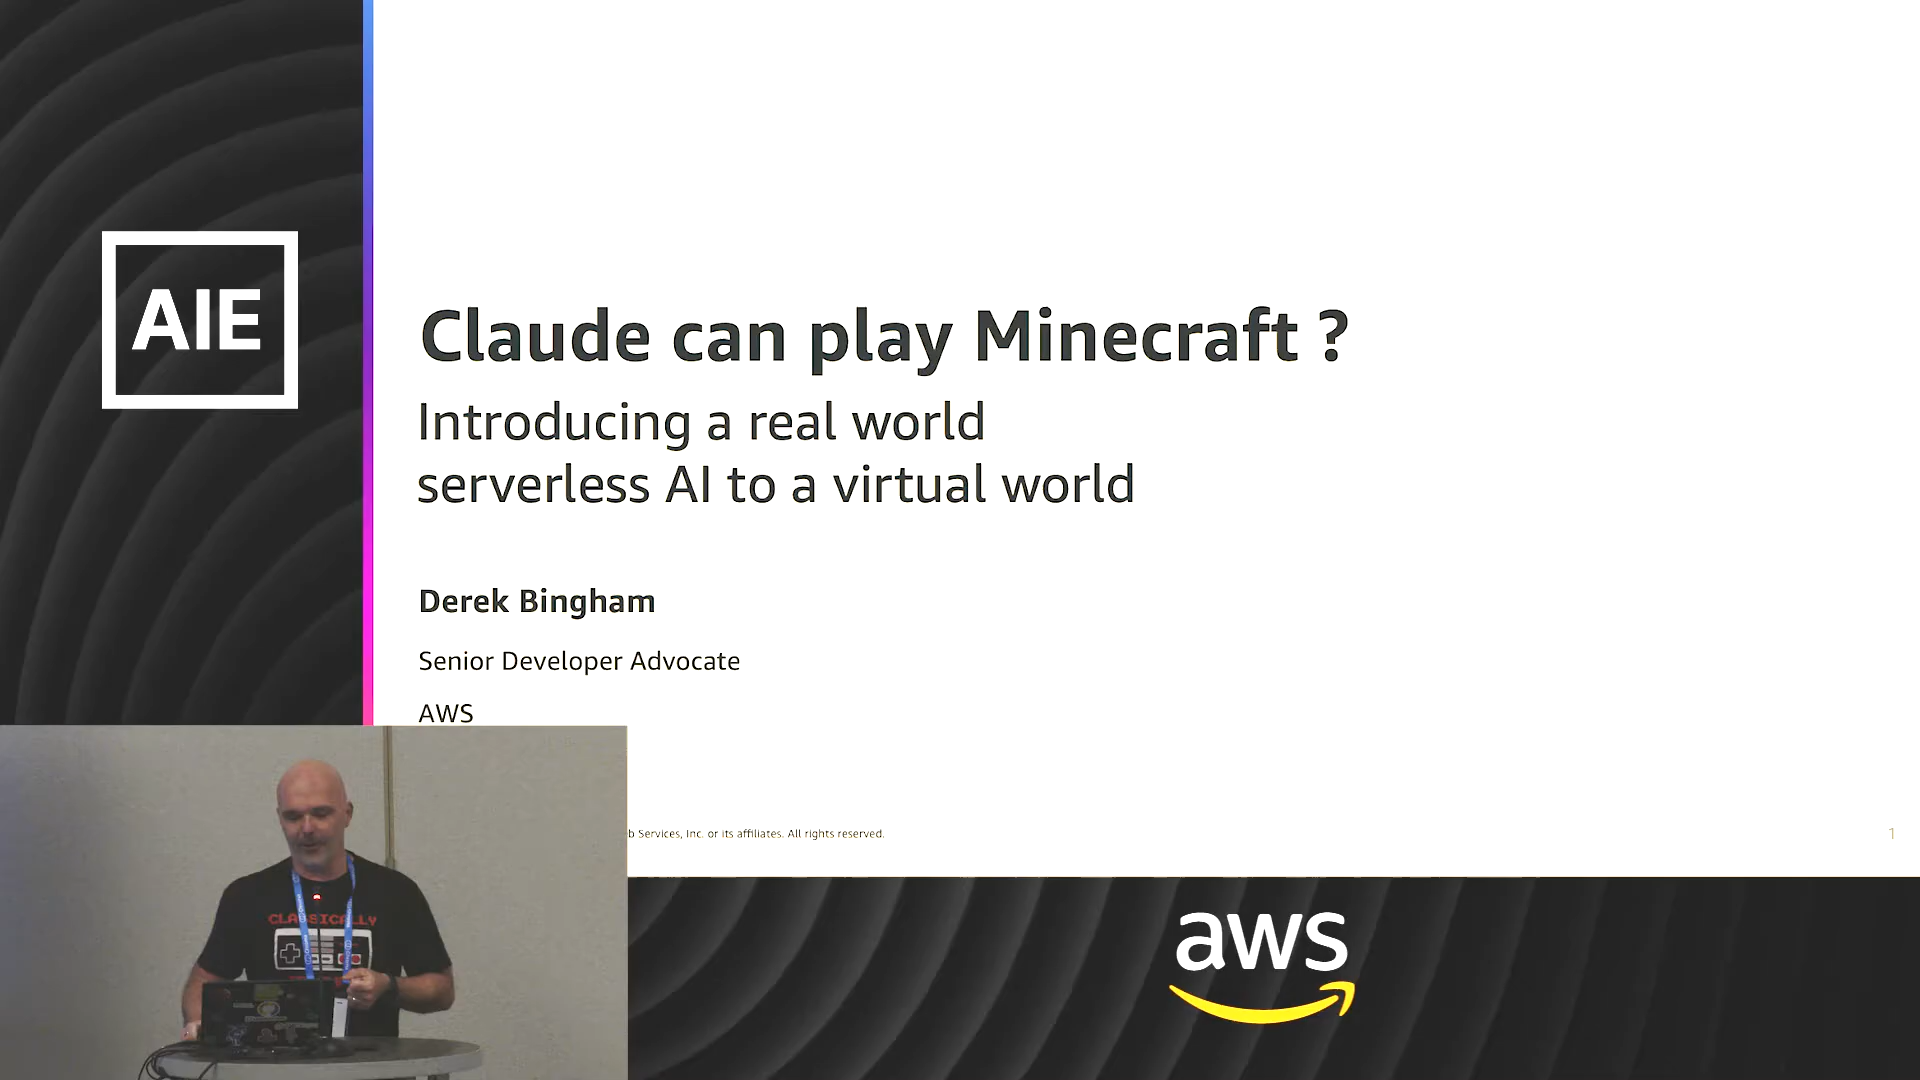 AIE
Claude can play Minecraft ?
Introducing a real world
serverless AI to a virtual world
Derek Bingham
Senior Developer Advocate
AWS
b Services, Inc. or its affiliates. All rights reserved.
1
CLASSICALLY
aws